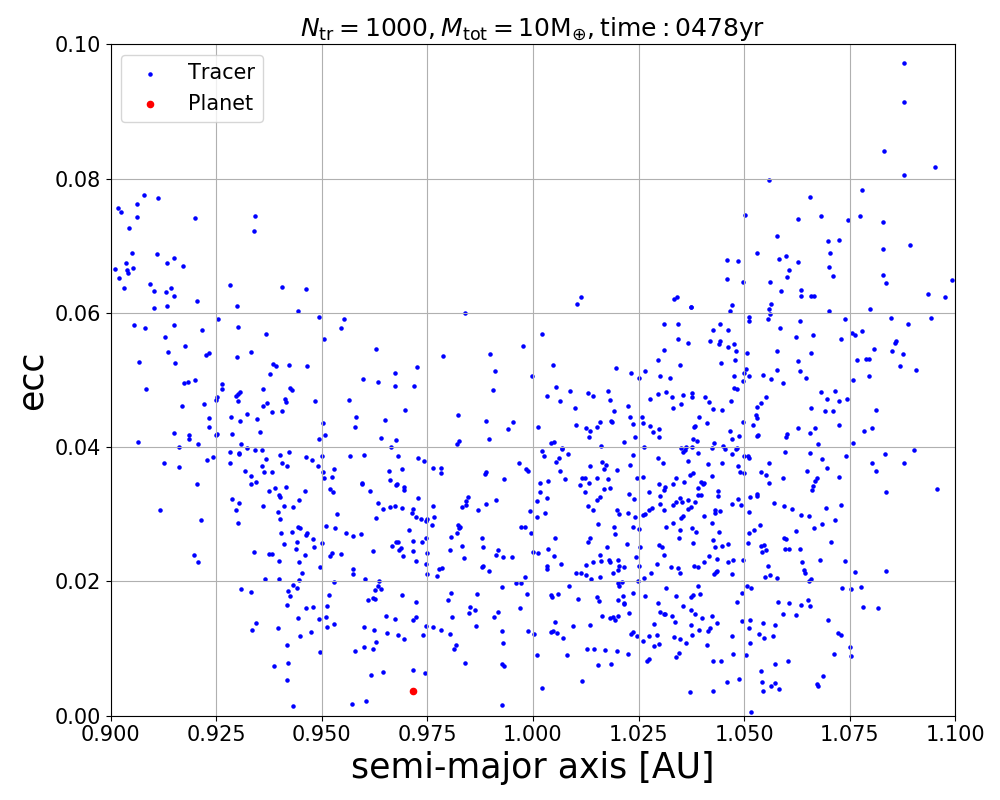 N_tr = 1000, M_tot = 10M_⊕, time : 0478yr
Tracer
Planet
0.10
0.08
0.06
0.04
0.02
0.00
ecc
0.900 0.925 0.950 0.975 1.000 1.025 1.050 1.075 1.100
semi-major axis [AU]